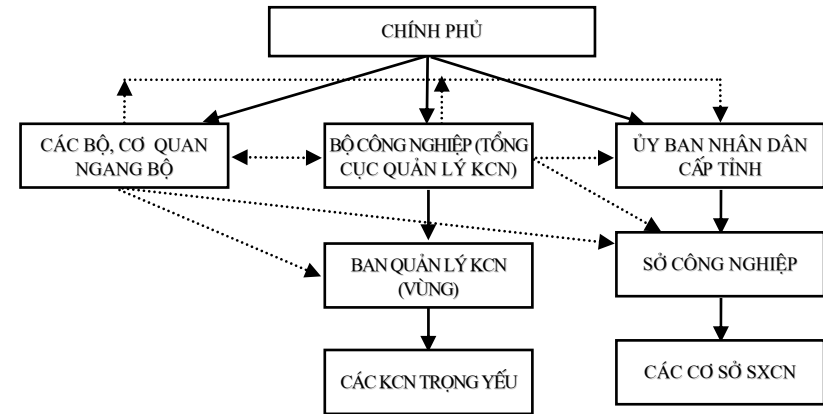 CHÍNH PHỦ
CÁC BỘ, CƠ QUAN
NGANG BỘ
BỘ CÔNG NGHIỆP (TỔNG
CỤC QUẢN LÝ KCN)
ỦY BAN NHÂN DÂN
CẤP TỈNH
BAN QUẢN LÝ KCN
(VÙNG)
SỞ CÔNG NGHIỆP
CÁC KCN TRỌNG YẾU
CÁC CƠ SỞ SXCN